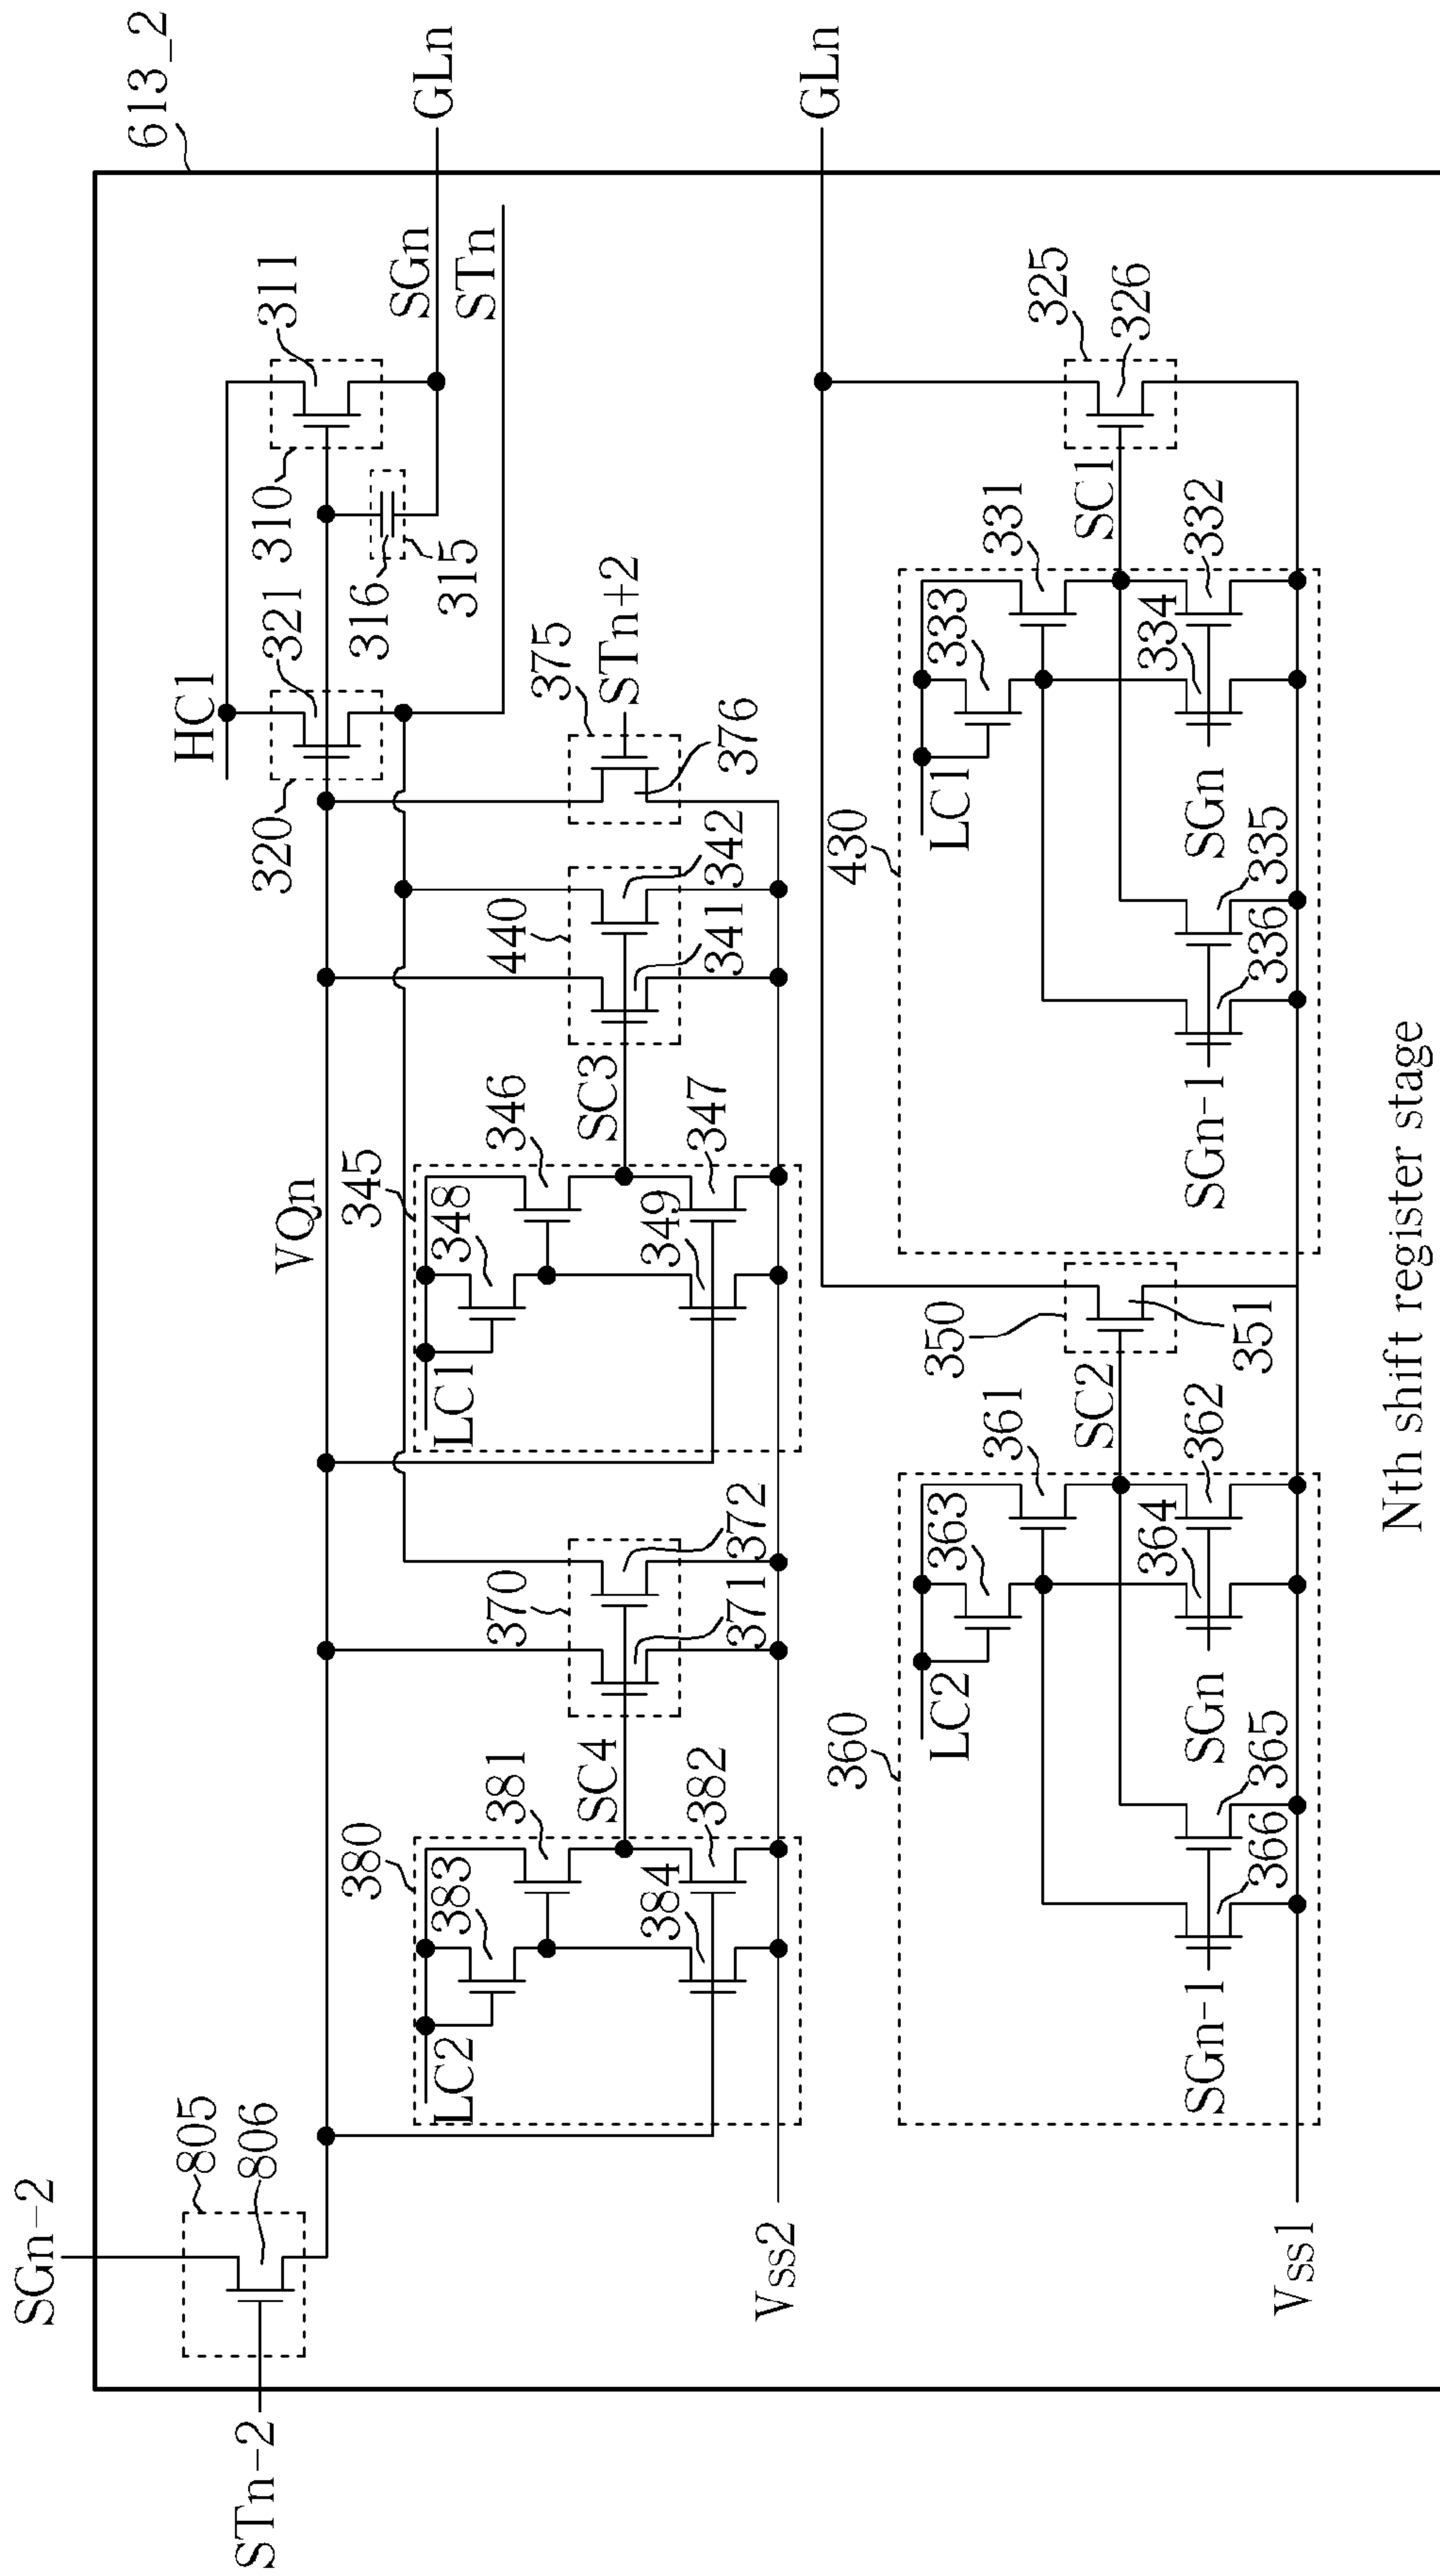 613_2
SGn-2
805
806
STn-2
HC1
320
321
310
311
316
315
SGn
STn
GLn
VQn
380
LC2
383
381
384
382
SC4
370
371
372
345
LC1
348
346
349
347
SC3
440
341
342
375
376
STn+2
Vss2
GLn
360
LC2
363
361
364
362
SGn
365
366
SGn-1
SC2
350
351
430
LC1
333
331
334
332
SGn
335
336
SGn-1
SC1
325
326
Vss1
Nth shift register stage